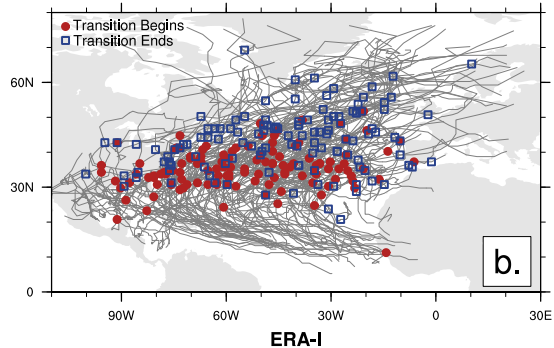 Transition Begins
Transition Ends
60N
30N
0
90W
60W
30W
0
30E
b.
ERA-I